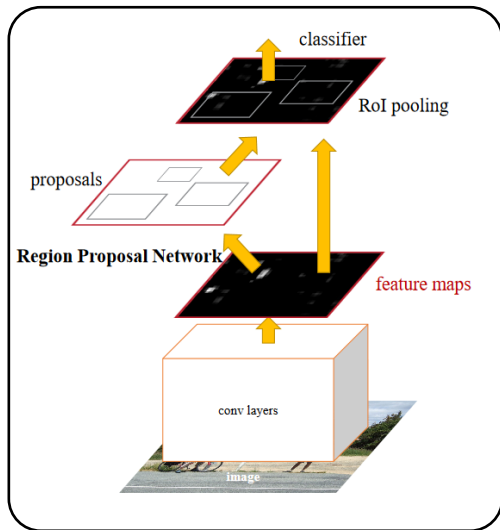 classifier
RoI pooling
proposals
Region Proposal Network
feature maps
conv layers
image